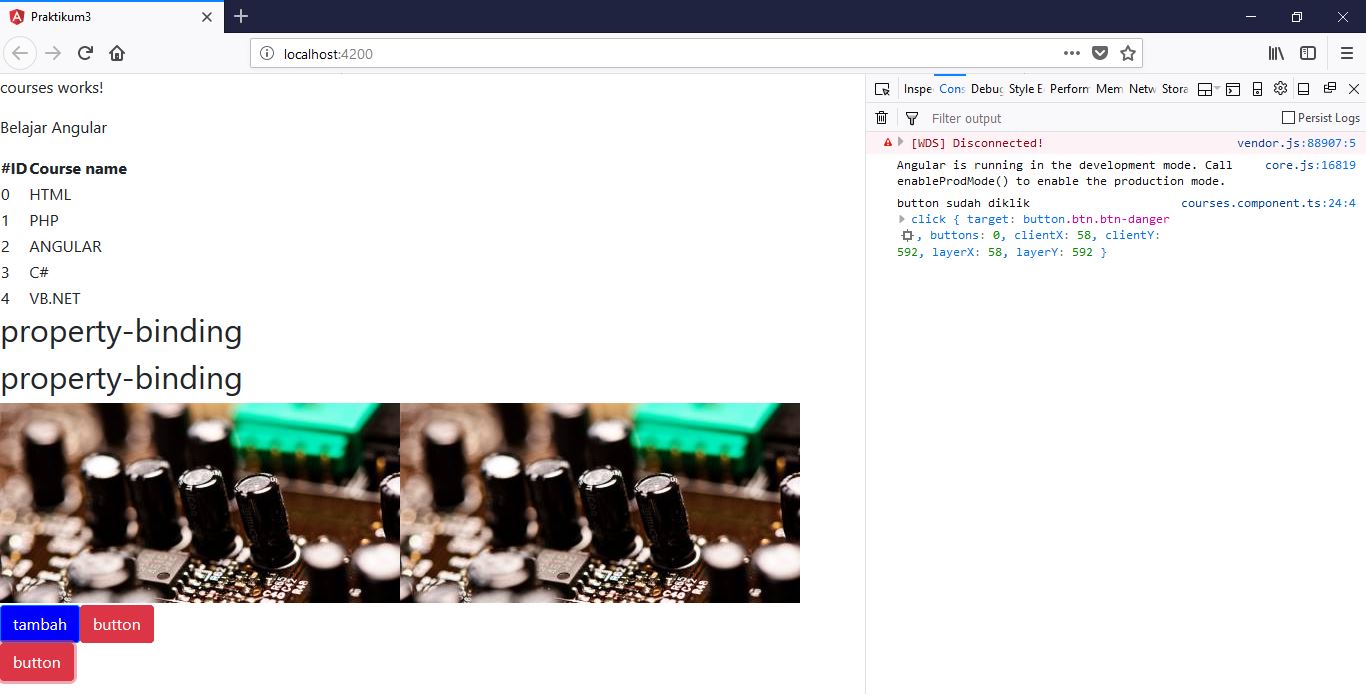 Praktikum3
localhost:4200
courses works!
Belajar Angular
#ID Course name
0 HTML
1 PHP
2 ANGULAR
3 C#
4 VB.NET
property-binding
property-binding
tambah button
button
Inspe Cons Debug Style E Perform Mem Netw Stora
Filter output Persist Logs
[WDS] Disconnected! vendor.js:88907:5
Angular is running in the development mode. Call core.js:16819
enableProdMode() to enable the production mode.
button sudah diklik courses.component.ts:24:4
click { target: button.btn.btn-danger
, buttons: 0, clientX: 58, clientY:
592, layerX: 58, layerY: 592 }